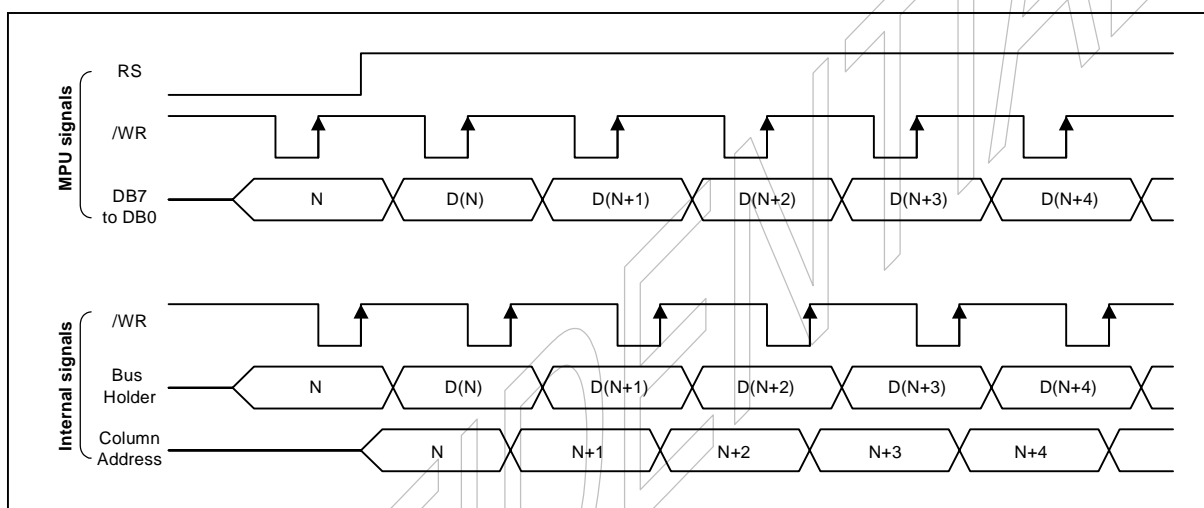 MPU signals
RS
/WR
DB7
to DB0
N
D(N)
D(N+1)
D(N+2)
D(N+3)
D(N+4)
Internal signals
/WR
Bus
Holder
N
D(N)
D(N+1)
D(N+2)
D(N+3)
D(N+4)
Column
Address
N
N+1
N+2
N+3
N+4